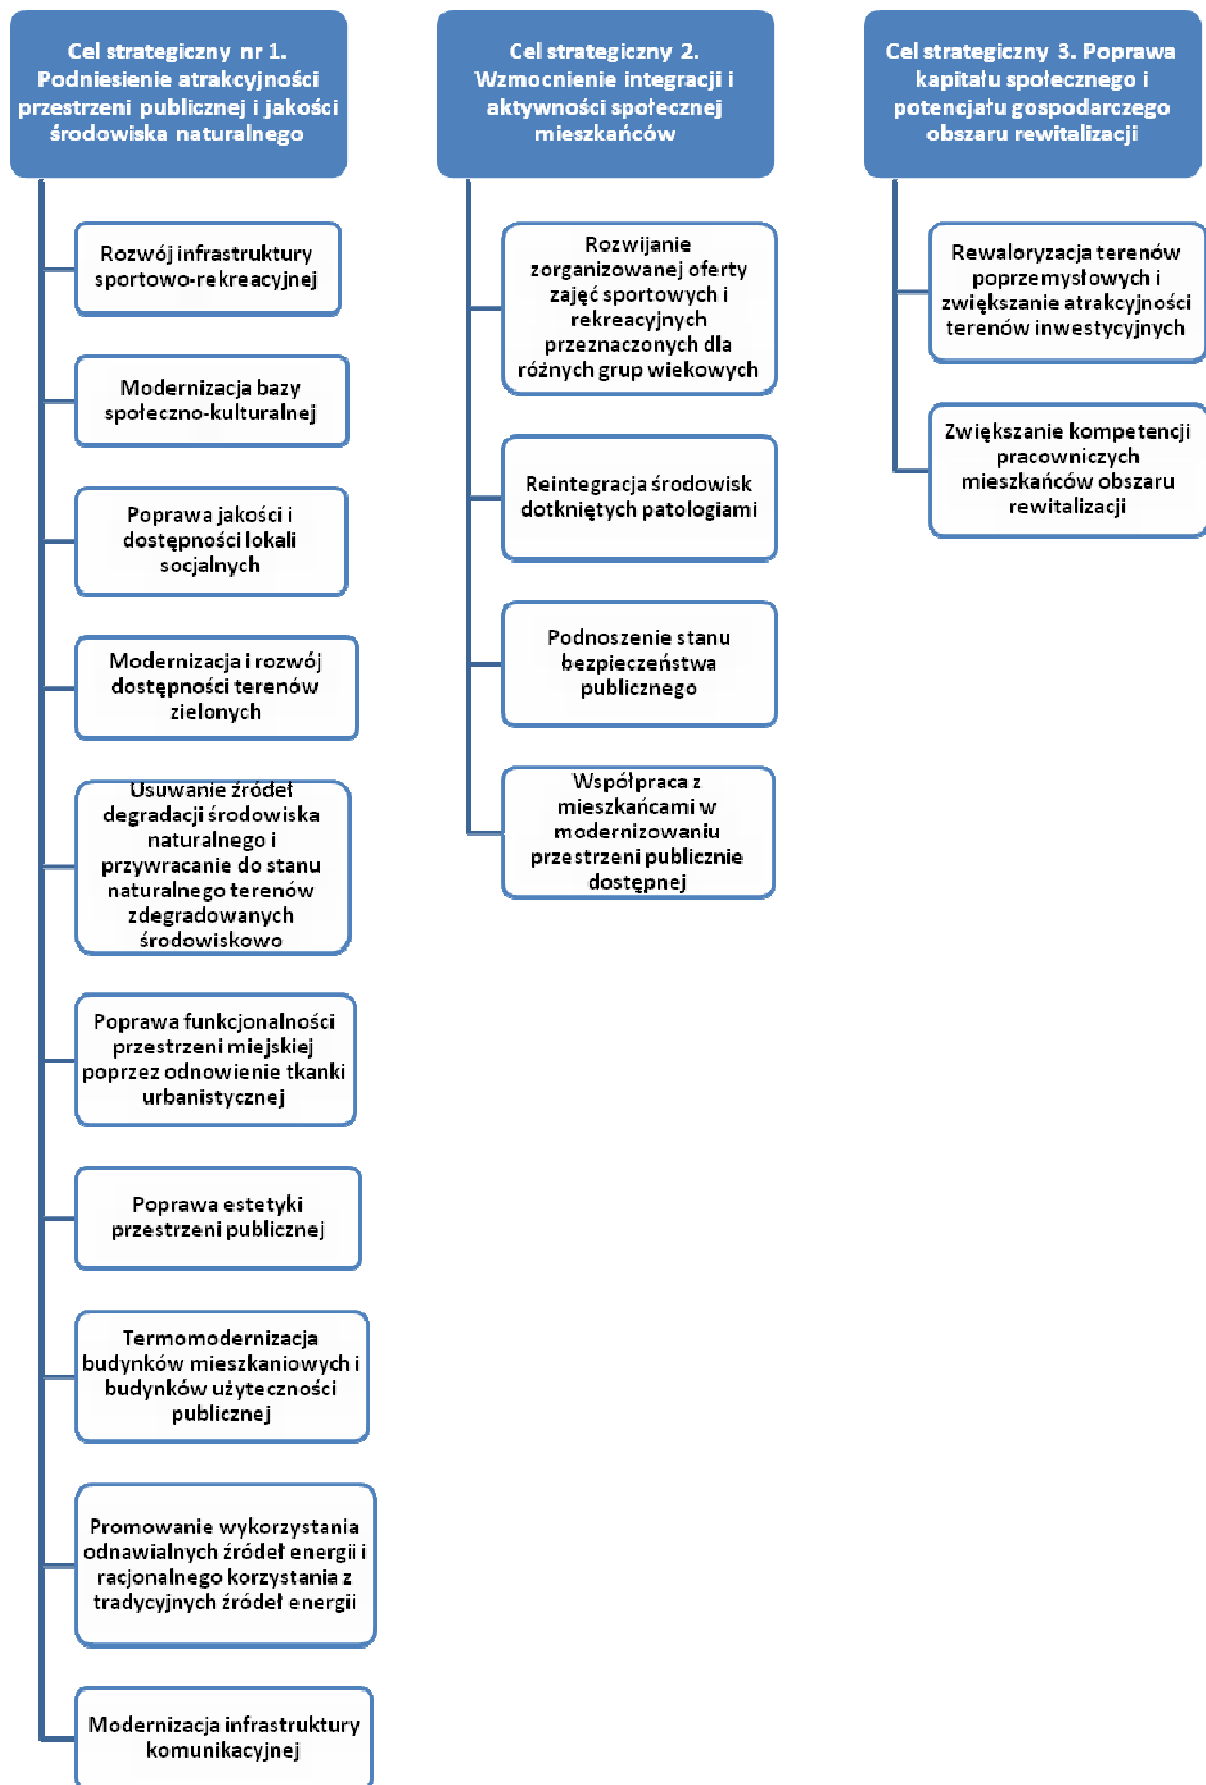 Cel strategiczny nr 1.
Podniesienie atrakcyjności
przestrzeni publicznej i jakości
środowiska naturalnego
Rozwój infrastruktury
sportowo-rekreacyjnej
Modernizacja bazy
społeczno-kulturalnej
Poprawa jakości i
dostępności lokali
socjalnych
Modernizacja i rozwój
dostępności terenów
zielonych
Usuwanie źródeł
degradacji środowiska
naturalnego i
przywracanie do stanu
naturalnego terenów
zdegradowanych
środowiskowo
Poprawa funkcjonalności
przestrzeni miejskiej
poprzez odnowienie tkanki
urbanistycznej
Poprawa estetyki
przestrzeni publicznej
Termomodernizacja
budynków mieszkaniowych i
budynków użyteczności
publicznej
Promowanie wykorzystania
odnawialnych źródeł energii i
racjonalnego korzystania z
tradycyjnych źródeł energii
Modernizacja infrastruktury
komunikacyjnej
Cel strategiczny 2.
Wzmocnienie integracji i
aktywności społecznej
mieszkańców
Rozwijanie
zorganizowanej oferty
zajęć sportowych i
rekreacyjnych
przeznaczonych dla
różnych grup wiekowych
Reintegracja środowisk
dotkniętych patologiami
Podnoszenie stanu
bezpieczeństwa
publicznego
Współpraca z
mieszkańcami w
modernizowaniu
przestrzeni publicznie
dostępnej
Cel strategiczny 3. Poprawa
kapitału społecznego i
potencjału gospodarczego
obszaru rewitalizacji
Rewaloryzacja terenów
poprzemysłowych i
zwiększanie atrakcyjności
terenów inwestycyjnych
Zwiększanie kompetencji
pracowniczych
mieszkańców obszaru
rewitalizacji